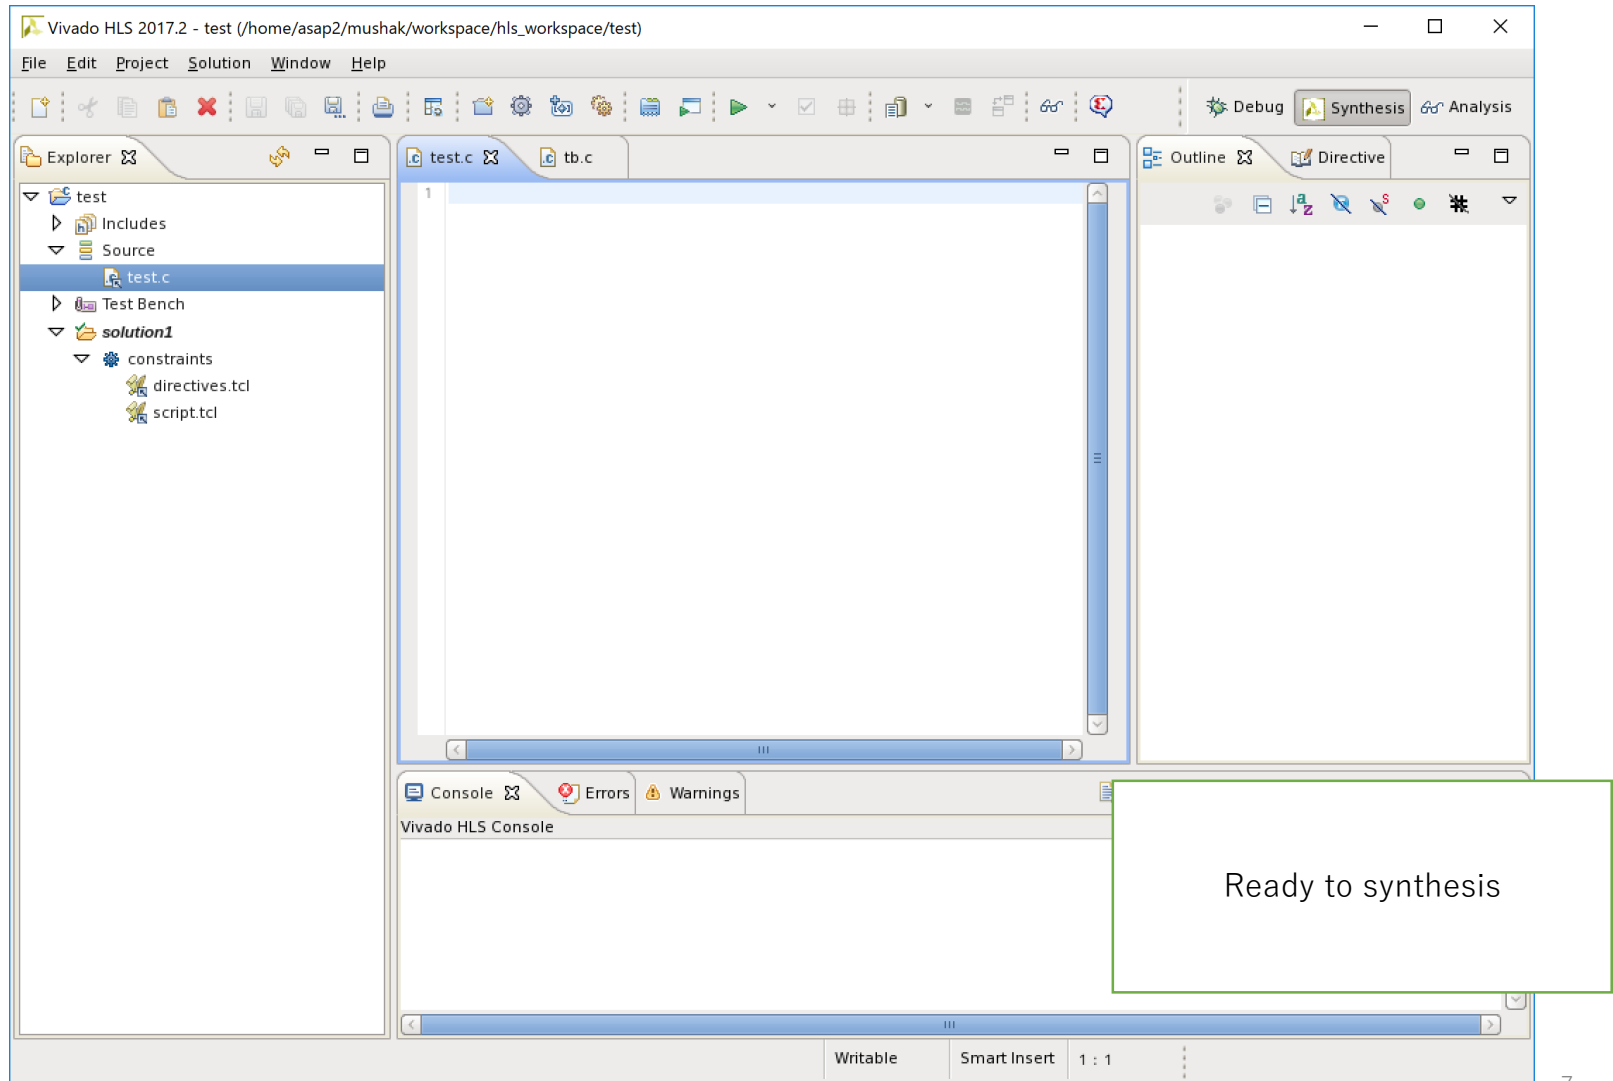 Vivado HLS 2017.2 - test (/home/asap2/mushak/workspace/hls_workspace/test)
File Edit Project Solution Window Help
Debug Synthesis Analysis
Explorer
test.c tb.c
Outline Directive
test
Includes
Source
test.c
Test Bench
solution1
constraints
directives.tcl
script.tcl
1
Console Errors Warnings
Vivado HLS Console
Ready to synthesis
Writable Smart Insert 1 : 1